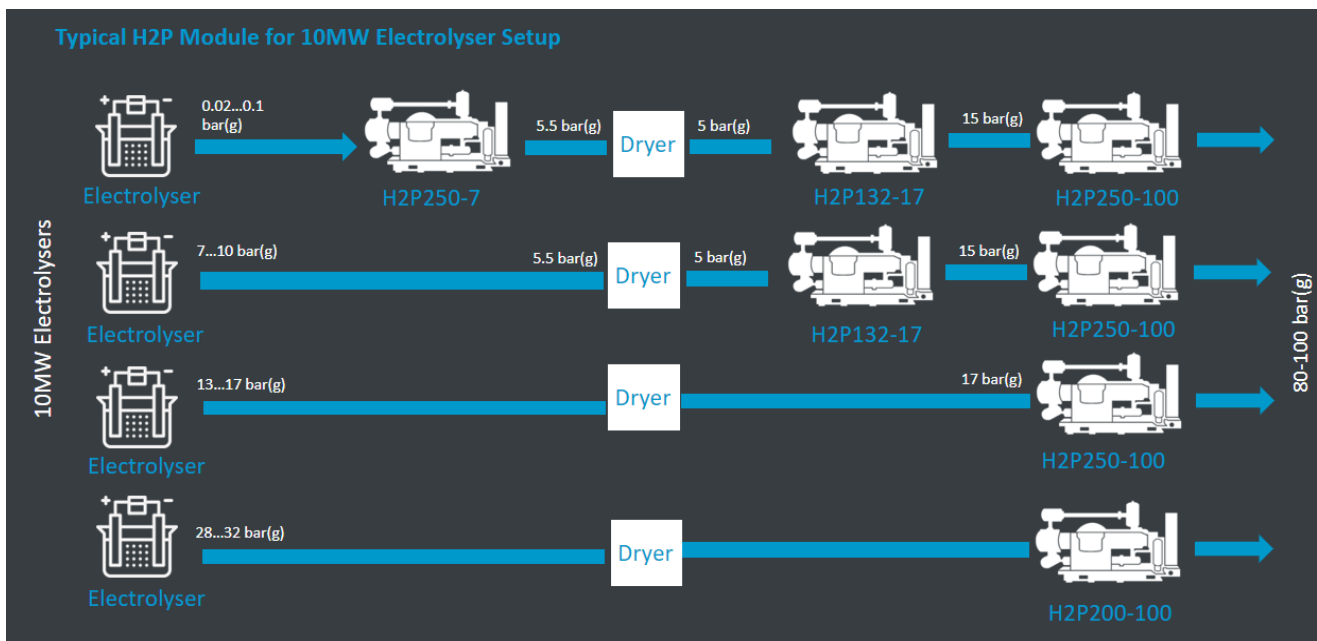 Typical H2P Module for 10MW Electrolyser Setup
10MW Electrolysers
+ −
0.02...0.1
bar(g)
5.5 bar(g)
Dryer
5 bar(g)
15 bar(g)
Electrolyser
H2P250-7
H2P132-17
H2P250-100
+ −
7...10 bar(g)
5.5 bar(g)
Dryer
5 bar(g)
15 bar(g)
Electrolyser
H2P132-17
H2P250-100
+ −
13...17 bar(g)
Dryer
17 bar(g)
Electrolyser
H2P250-100
+ −
28...32 bar(g)
Dryer
Electrolyser
H2P200-100
80-100 bar(g)